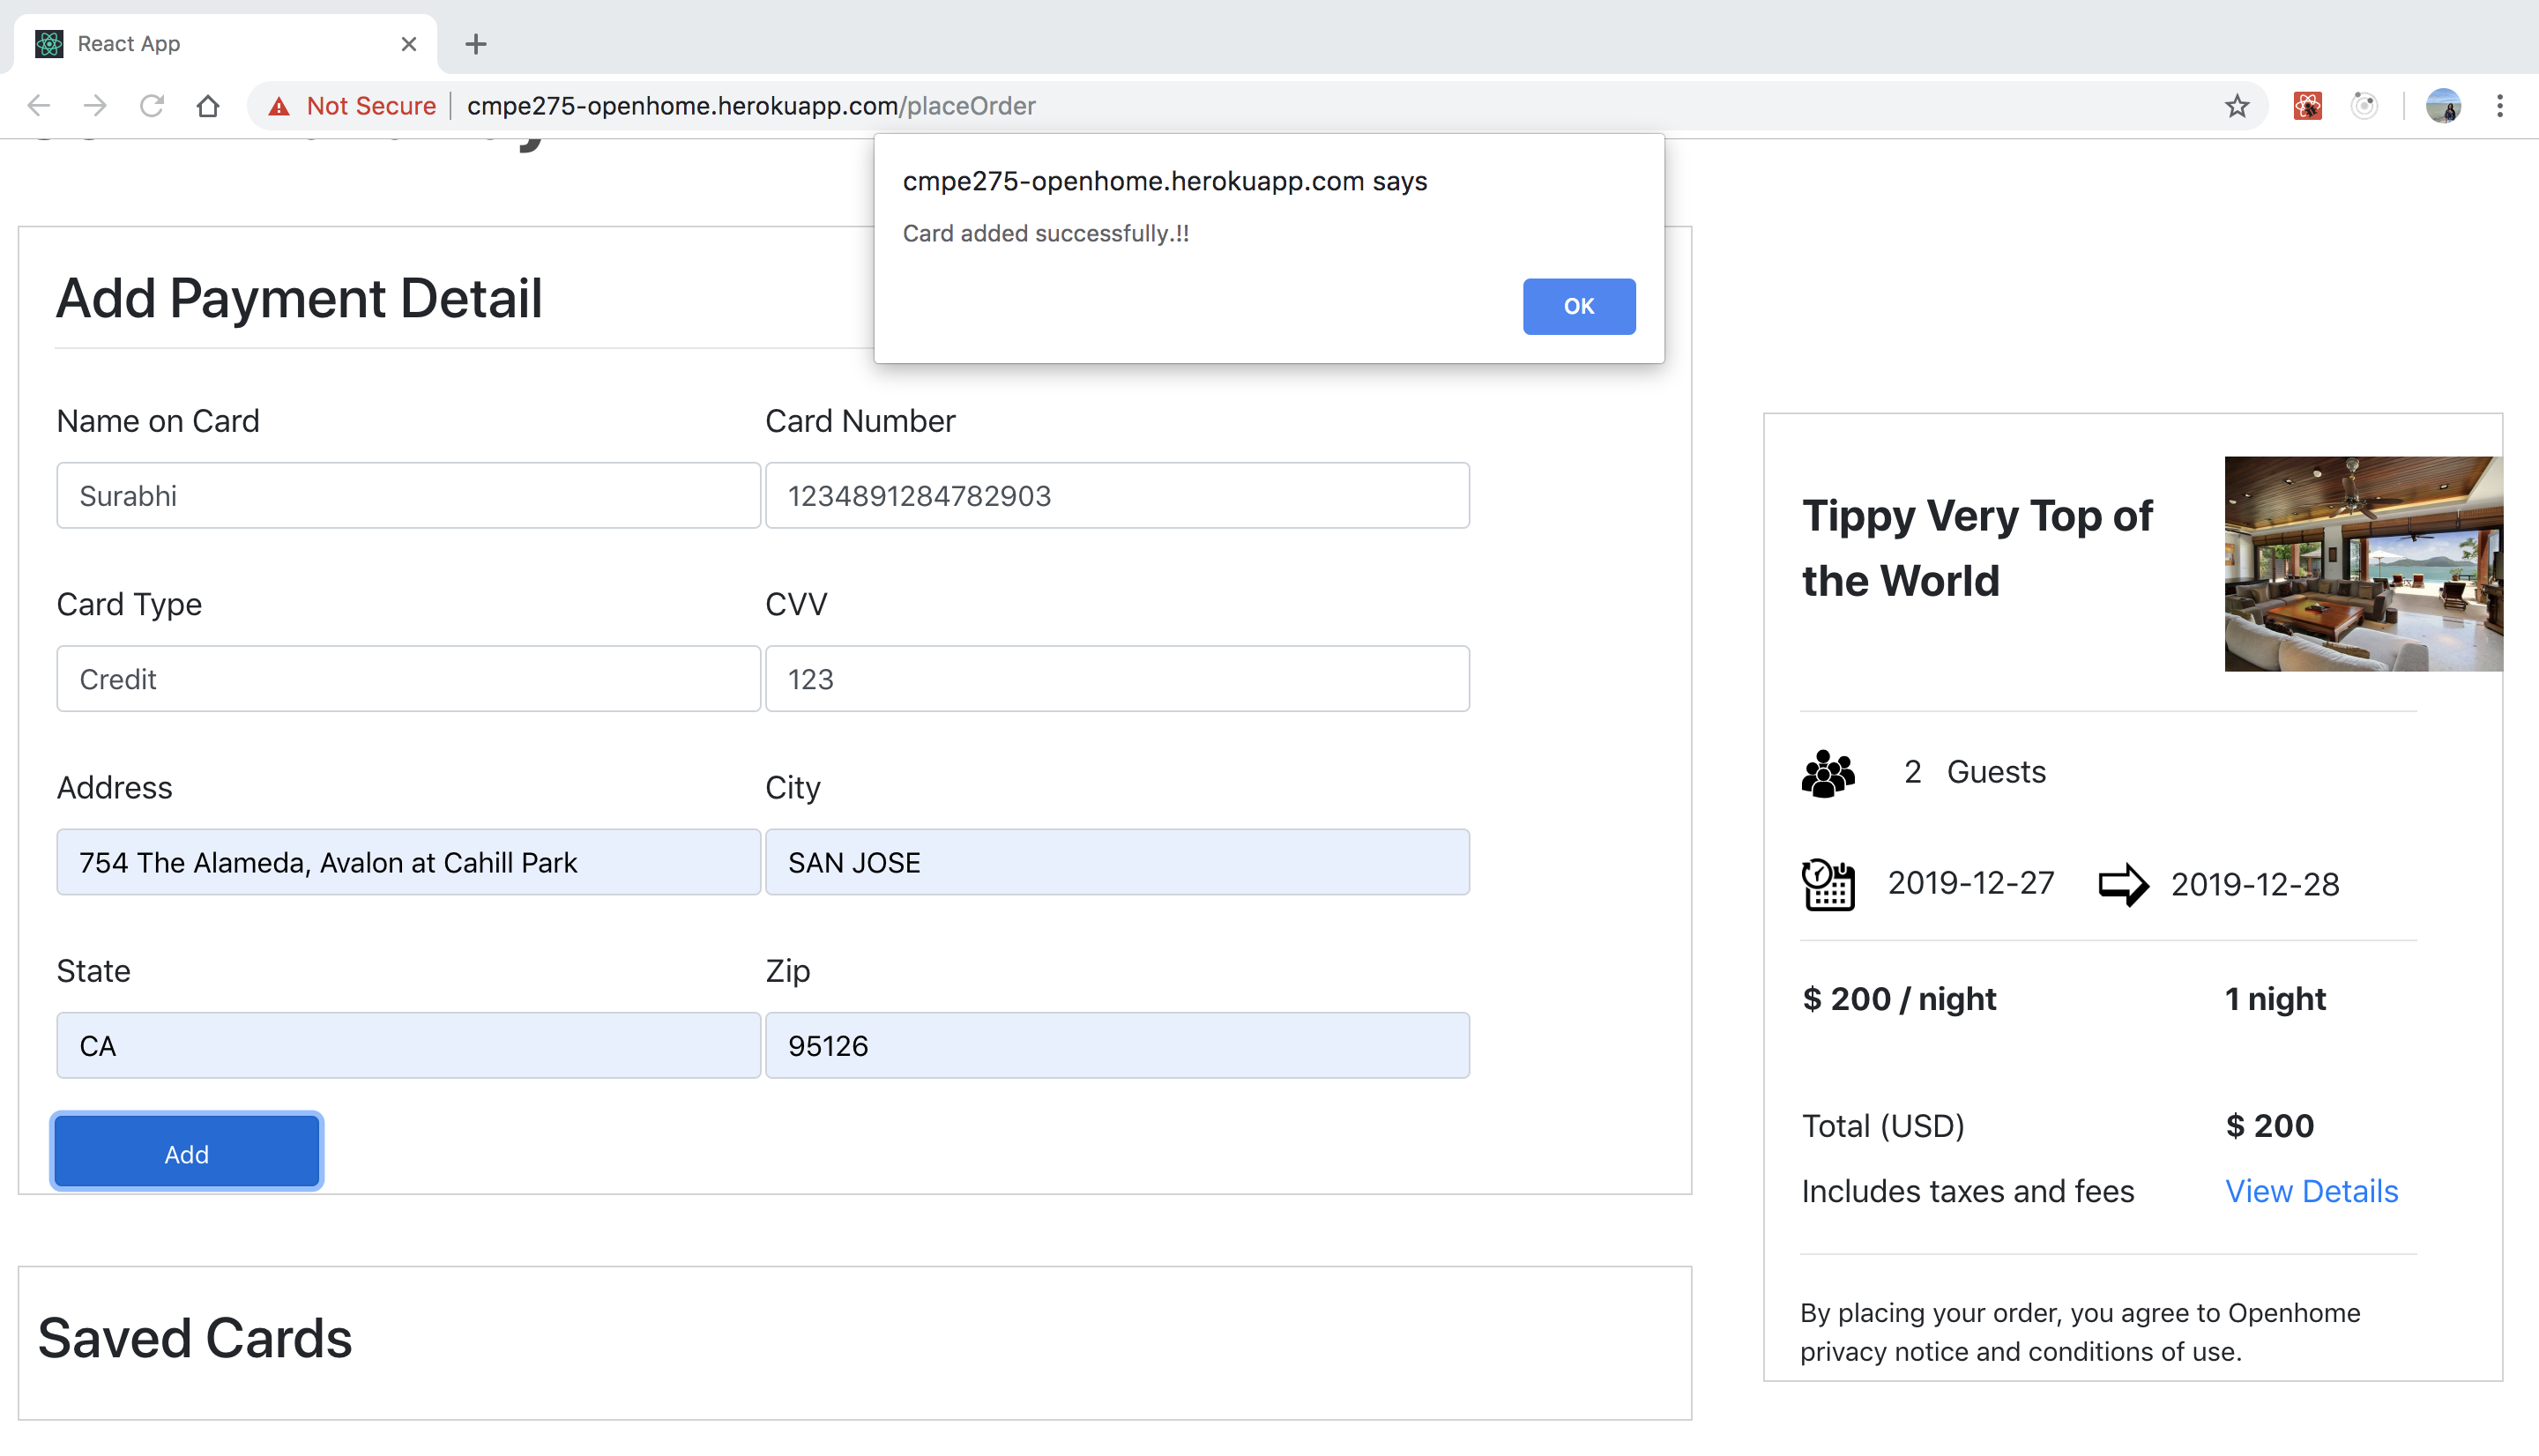 React App
Not Secure
cmpe275-openhome.herokuapp.com/placeOrder
cmpe275-openhome.herokuapp.com says
Card added successfully.!!
OK
Add Payment Detail
Name on Card
Card Number
Surabhi
1234891284782903
Card Type
CVV
Credit
123
Address
City
754 The Alameda, Avalon at Cahill Park
SAN JOSE
State
Zip
CA
95126
Add
Saved Cards
Tippy Very Top of
the World
2 Guests
2019-12-27
2019-12-28
$ 200 / night
1 night
Total (USD)
$ 200
Includes taxes and fees
View Details
By placing your order, you agree to Openhome
privacy notice and conditions of use.